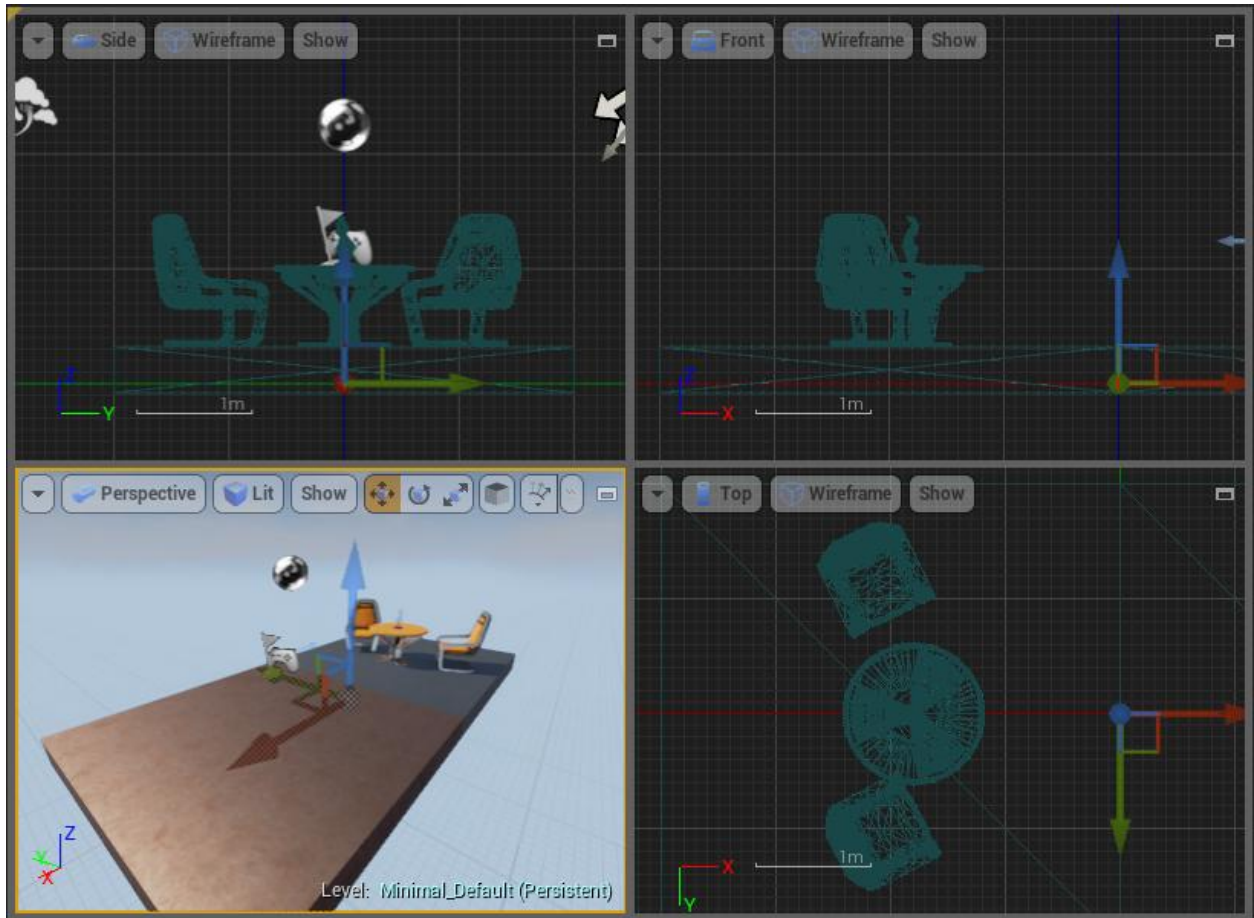 Side Wireframe Show
Z
Y
1m
Front Wireframe Show
Z
X
1m
Perspective Lit Show
Z
Y
X
Level: Minimal_Default (Persistent)
Top Wireframe Show
X
1m
Y